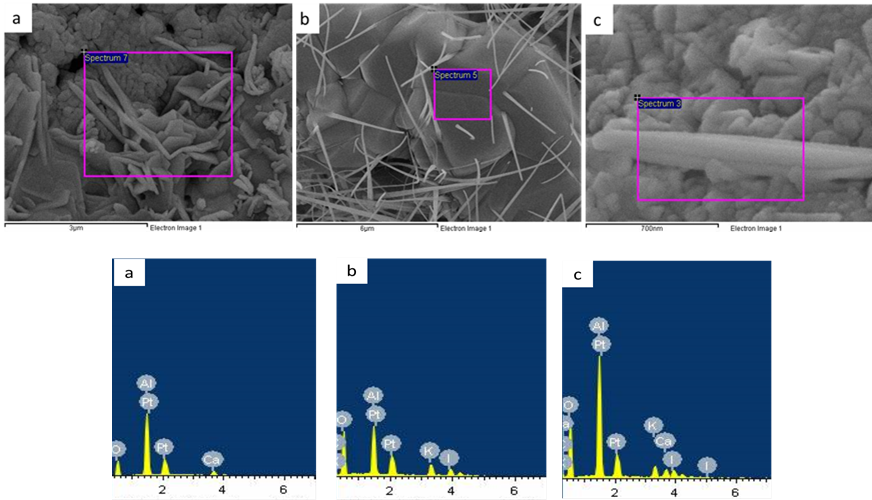 a
b
c
Spectrum 7
Spectrum 5
Spectrum 3
3µm
Electron Image 1
6µm
Electron Image 1
700nm
Electron Image 1
a
Al
Pt
O
Pt
Ca
2
4
6
b
Al
O
Pt
Pt
K
I
2
4
6
c
Al
Pt
O
K
Ca
Pt
I
I
2
4
6